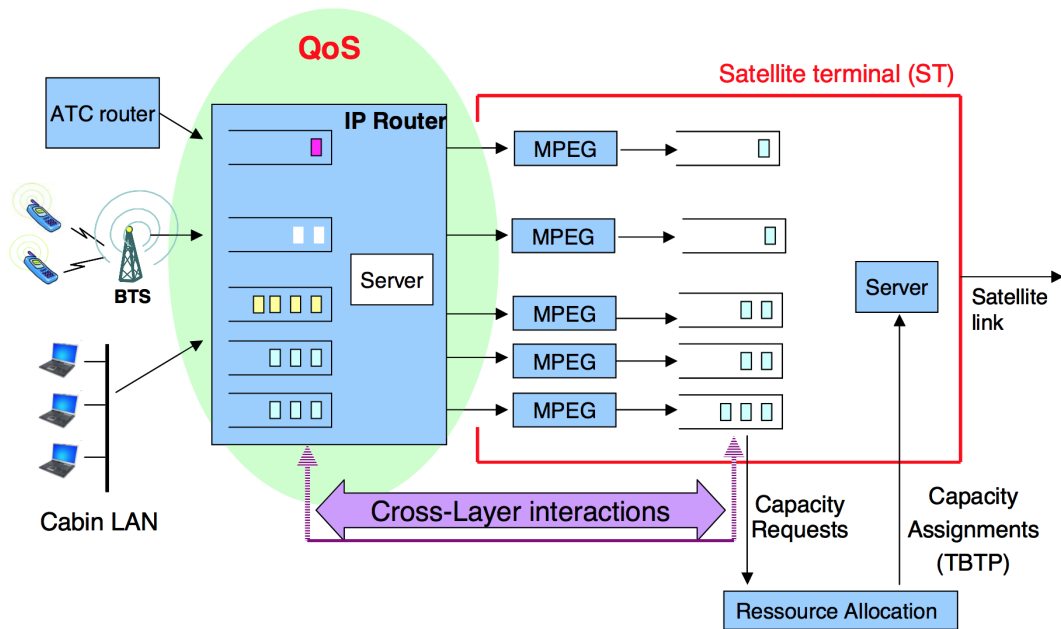 QoS
Satellite terminal (ST)
ATC router
IP Router
MPEG
MPEG
Server
BTS
MPEG
Server
Satellite
link
MPEG
MPEG
Cabin LAN
Cross-Layer interactions
Capacity
Requests
Capacity
Assignments
(TBTP)
Ressource Allocation